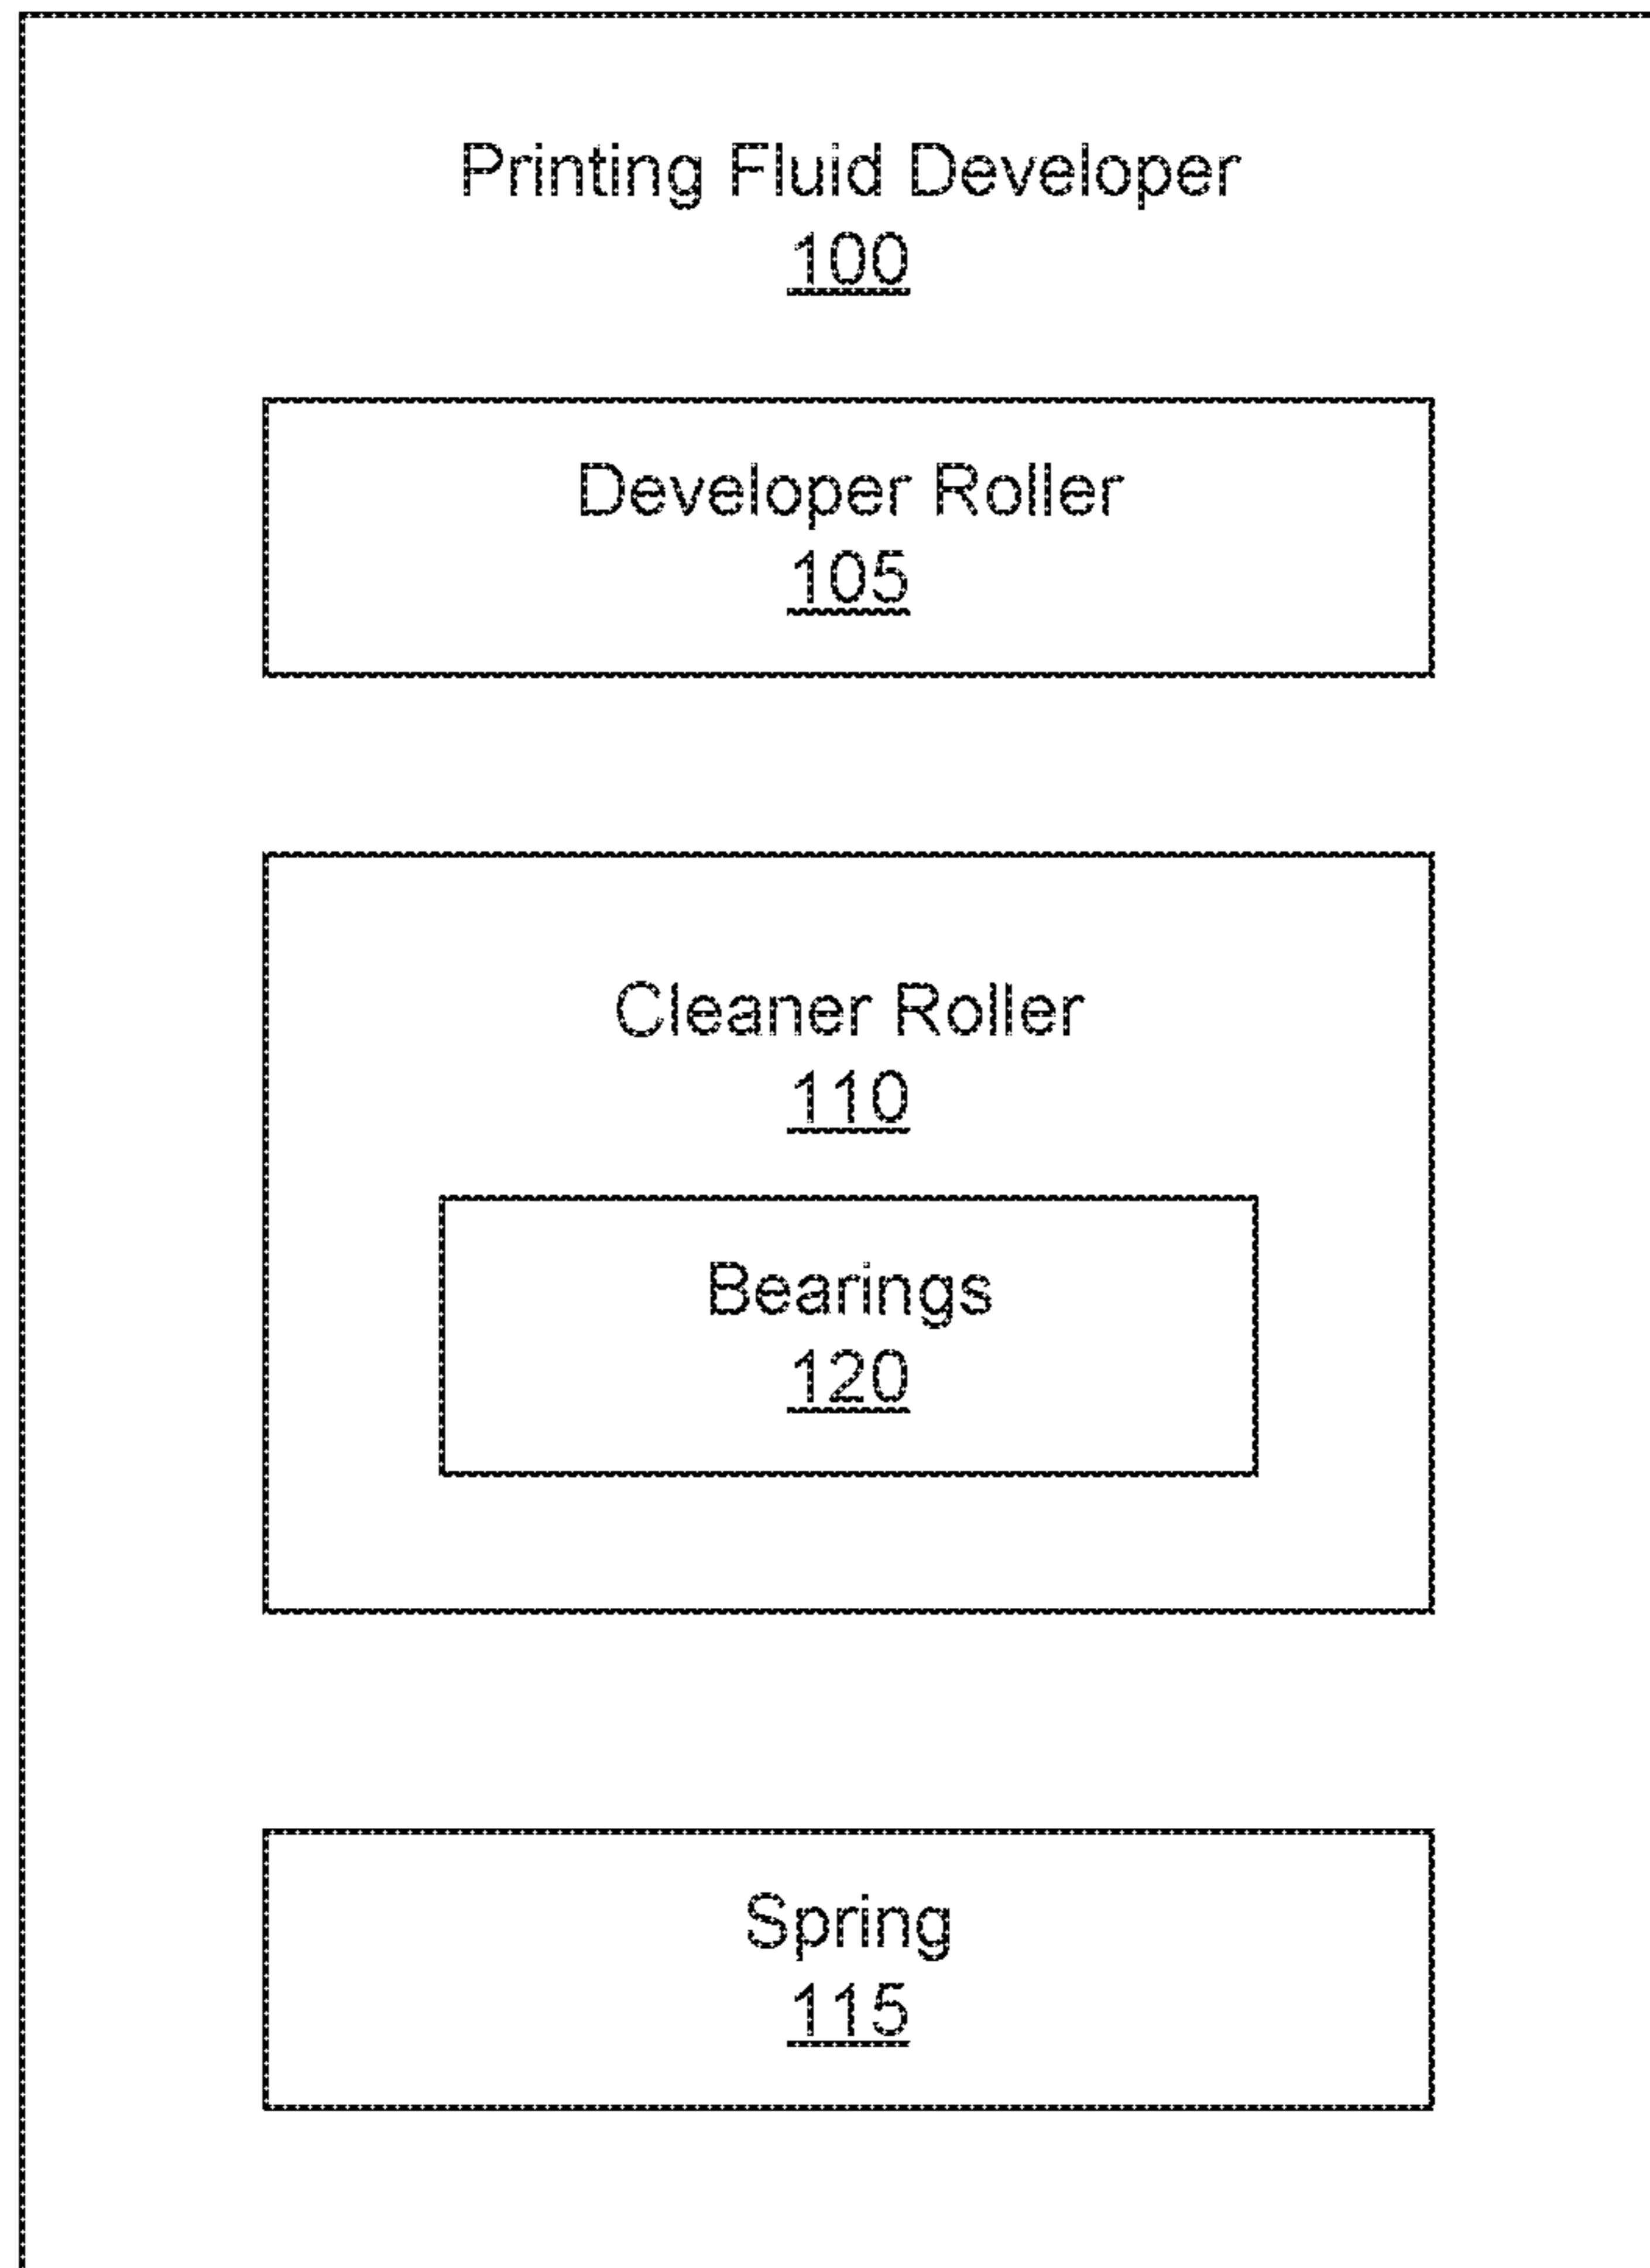 Printing Fluid Developer
100
Developer Roller
105
Cleaner Roller
110
Bearings
120
Spring
115